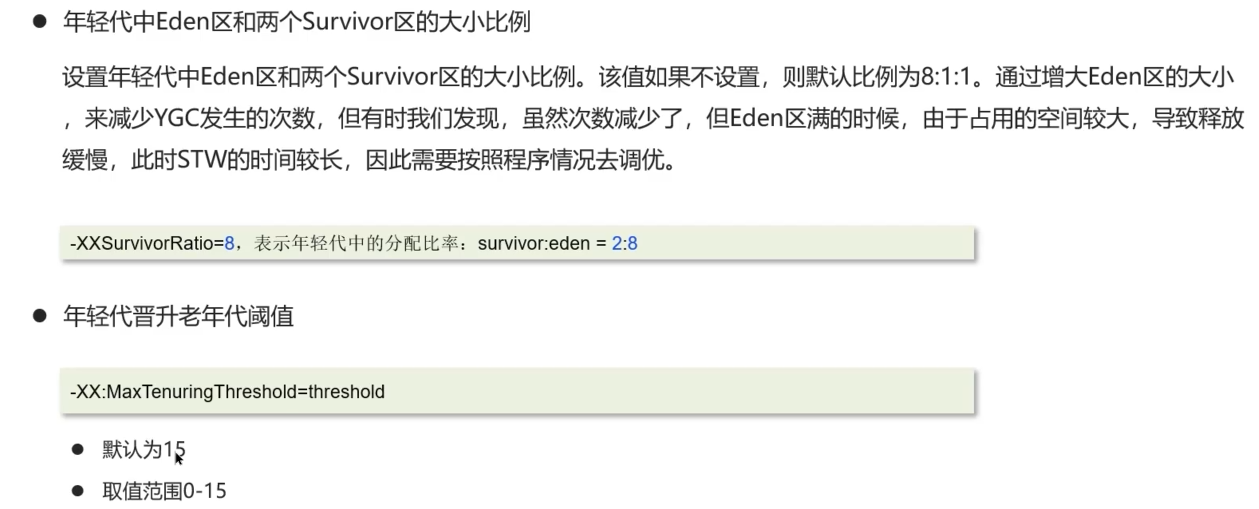 ● 年轻代中Eden区和两个Survivor区的大小比例
设置年轻代中Eden区和两个Survivor区的大小比例。该值如果不设置，则默认比例为8:1:1。通过增大Eden区的大小
，来减少YGC发生的次数，但有时我们发现，虽然次数减少了，但Eden区满的时候，由于占用的空间较大，导致释放
缓慢，此时STW的时间较长，因此需要按照程序情况去调优。
-XXSurvivorRatio=8，表示年轻代中的分配比率：survivor:eden = 2:8
● 年轻代晋升老年代阈值
-XX:MaxTenuringThreshold=threshold
● 默认为15
● 取值范围0-15